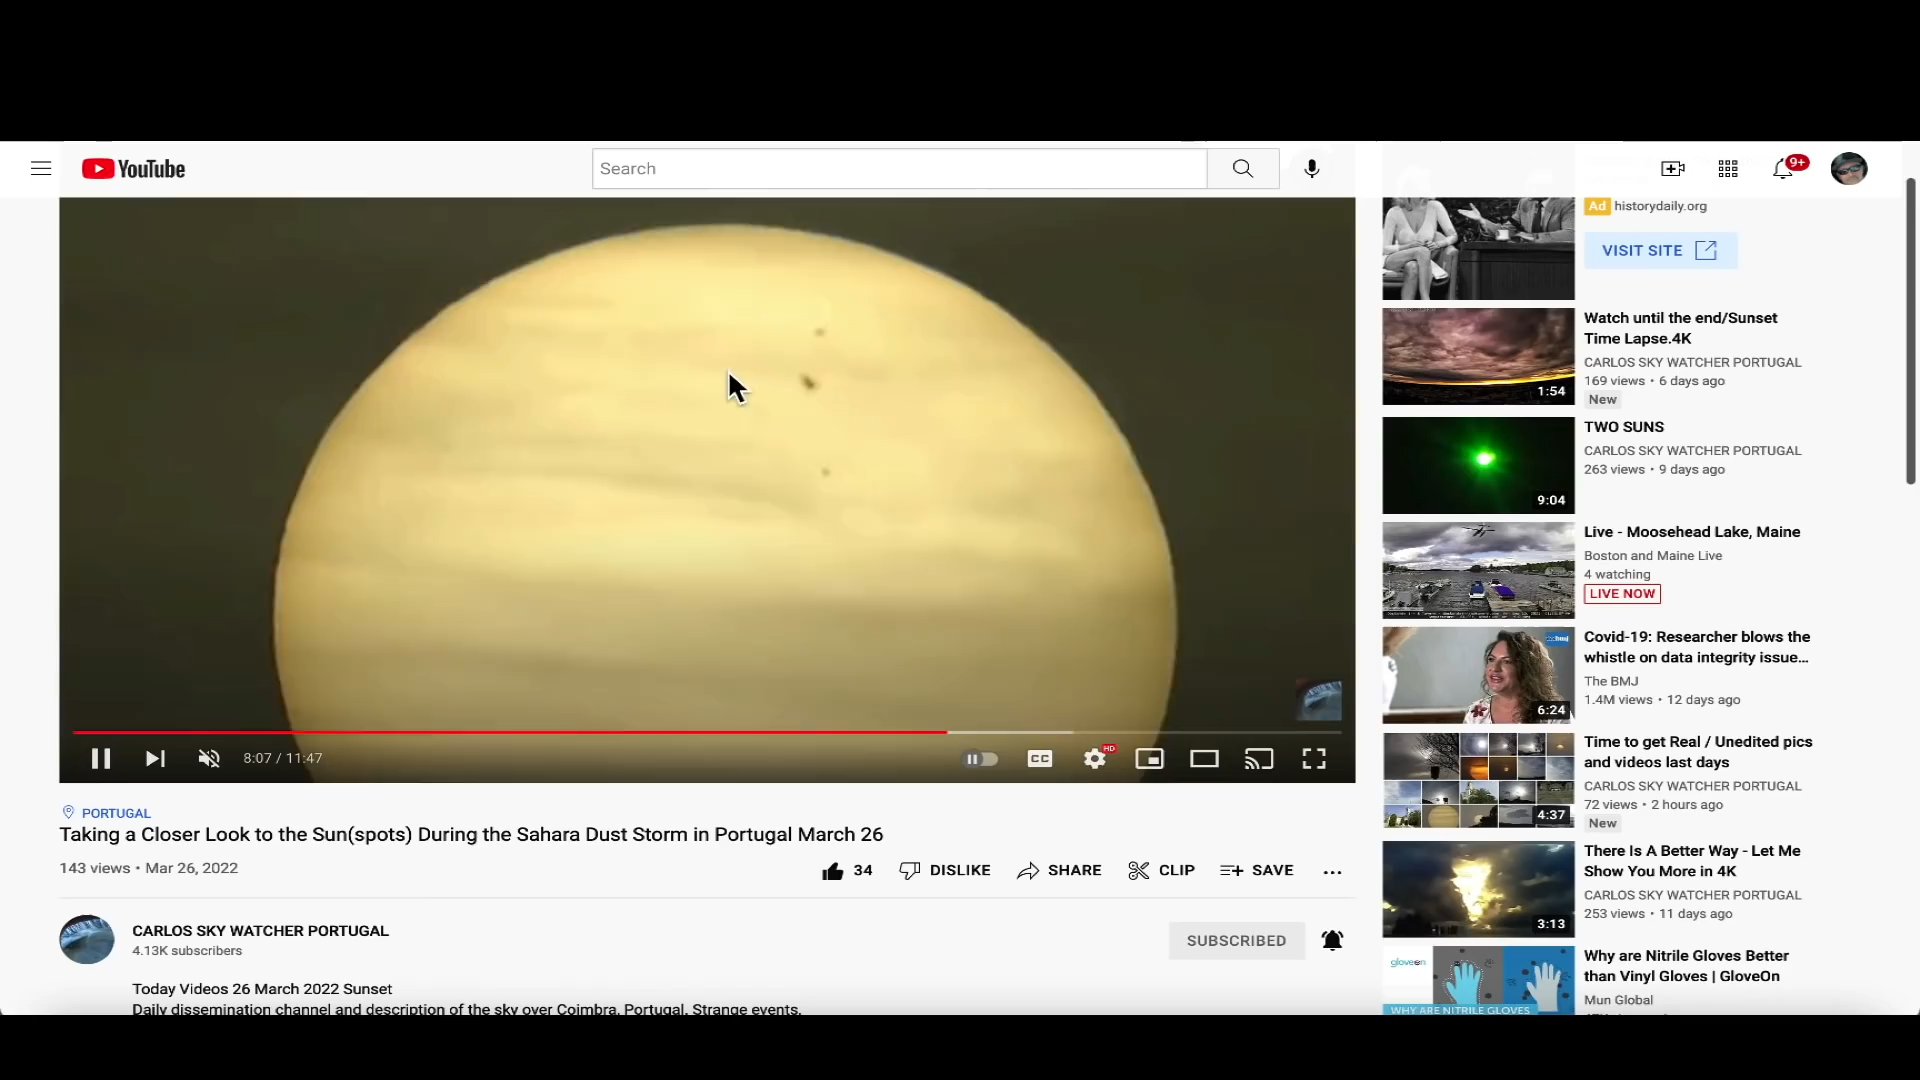 YouTube
Search
9+
Ad historydaily.org
VISIT SITE
Watch until the end/Sunset
Time Lapse.4K
CARLOS SKY WATCHER PORTUGAL
169 views • 6 days ago
New
1:54
TWO SUNS
CARLOS SKY WATCHER PORTUGAL
263 views • 9 days ago
9:04
Live - Moosehead Lake, Maine
Boston and Maine Live
4 watching
LIVE NOW
Covid-19: Researcher blows the
whistle on data integrity issue...
The BMJ
1.4M views • 12 days ago
6:24
Time to get Real / Unedited pics
and videos last days
CARLOS SKY WATCHER PORTUGAL
72 views • 2 hours ago
New
4:37
There Is A Better Way - Let Me
Show You More in 4K
CARLOS SKY WATCHER PORTUGAL
253 views • 11 days ago
3:13
Why are Nitrile Gloves Better
than Vinyl Gloves | GloveOn
Mun Global
gloveon
WHY ARE NITRILE GLOVES
8:07 / 11:47
CC
HD
PORTUGAL
Taking a Closer Look to the Sun(spots) During the Sahara Dust Storm in Portugal March 26
143 views • Mar 26, 2022
34 DISLIKE SHARE CLIP SAVE ...
CARLOS SKY WATCHER PORTUGAL
4.13K subscribers
SUBSCRIBED
Today Videos 26 March 2022 Sunset
Daily dissemination channel and description of the sky over Coimbra, Portugal. Strange events,